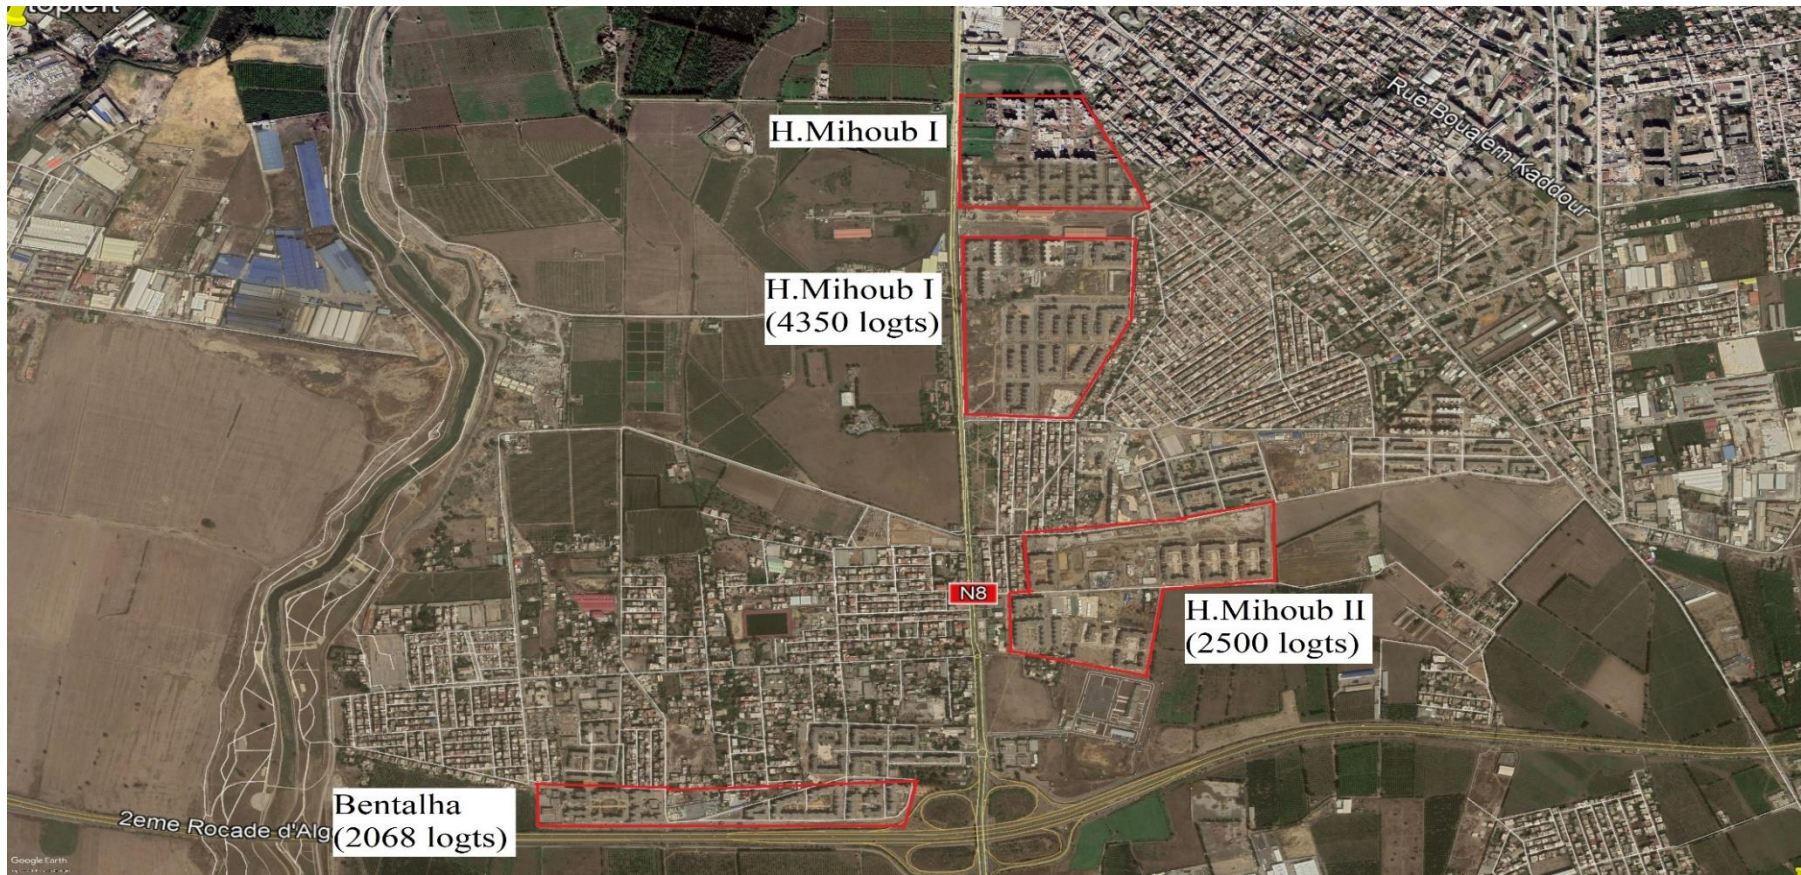 topleft
Rue Boualem Kaddour
H.Mihoub I
H.Mihoub I
(4350 logts)
N8
H.Mihoub II
(2500 logts)
Bentalha
(2068 logts)
2eme Rocade d'Alg
Google Earth